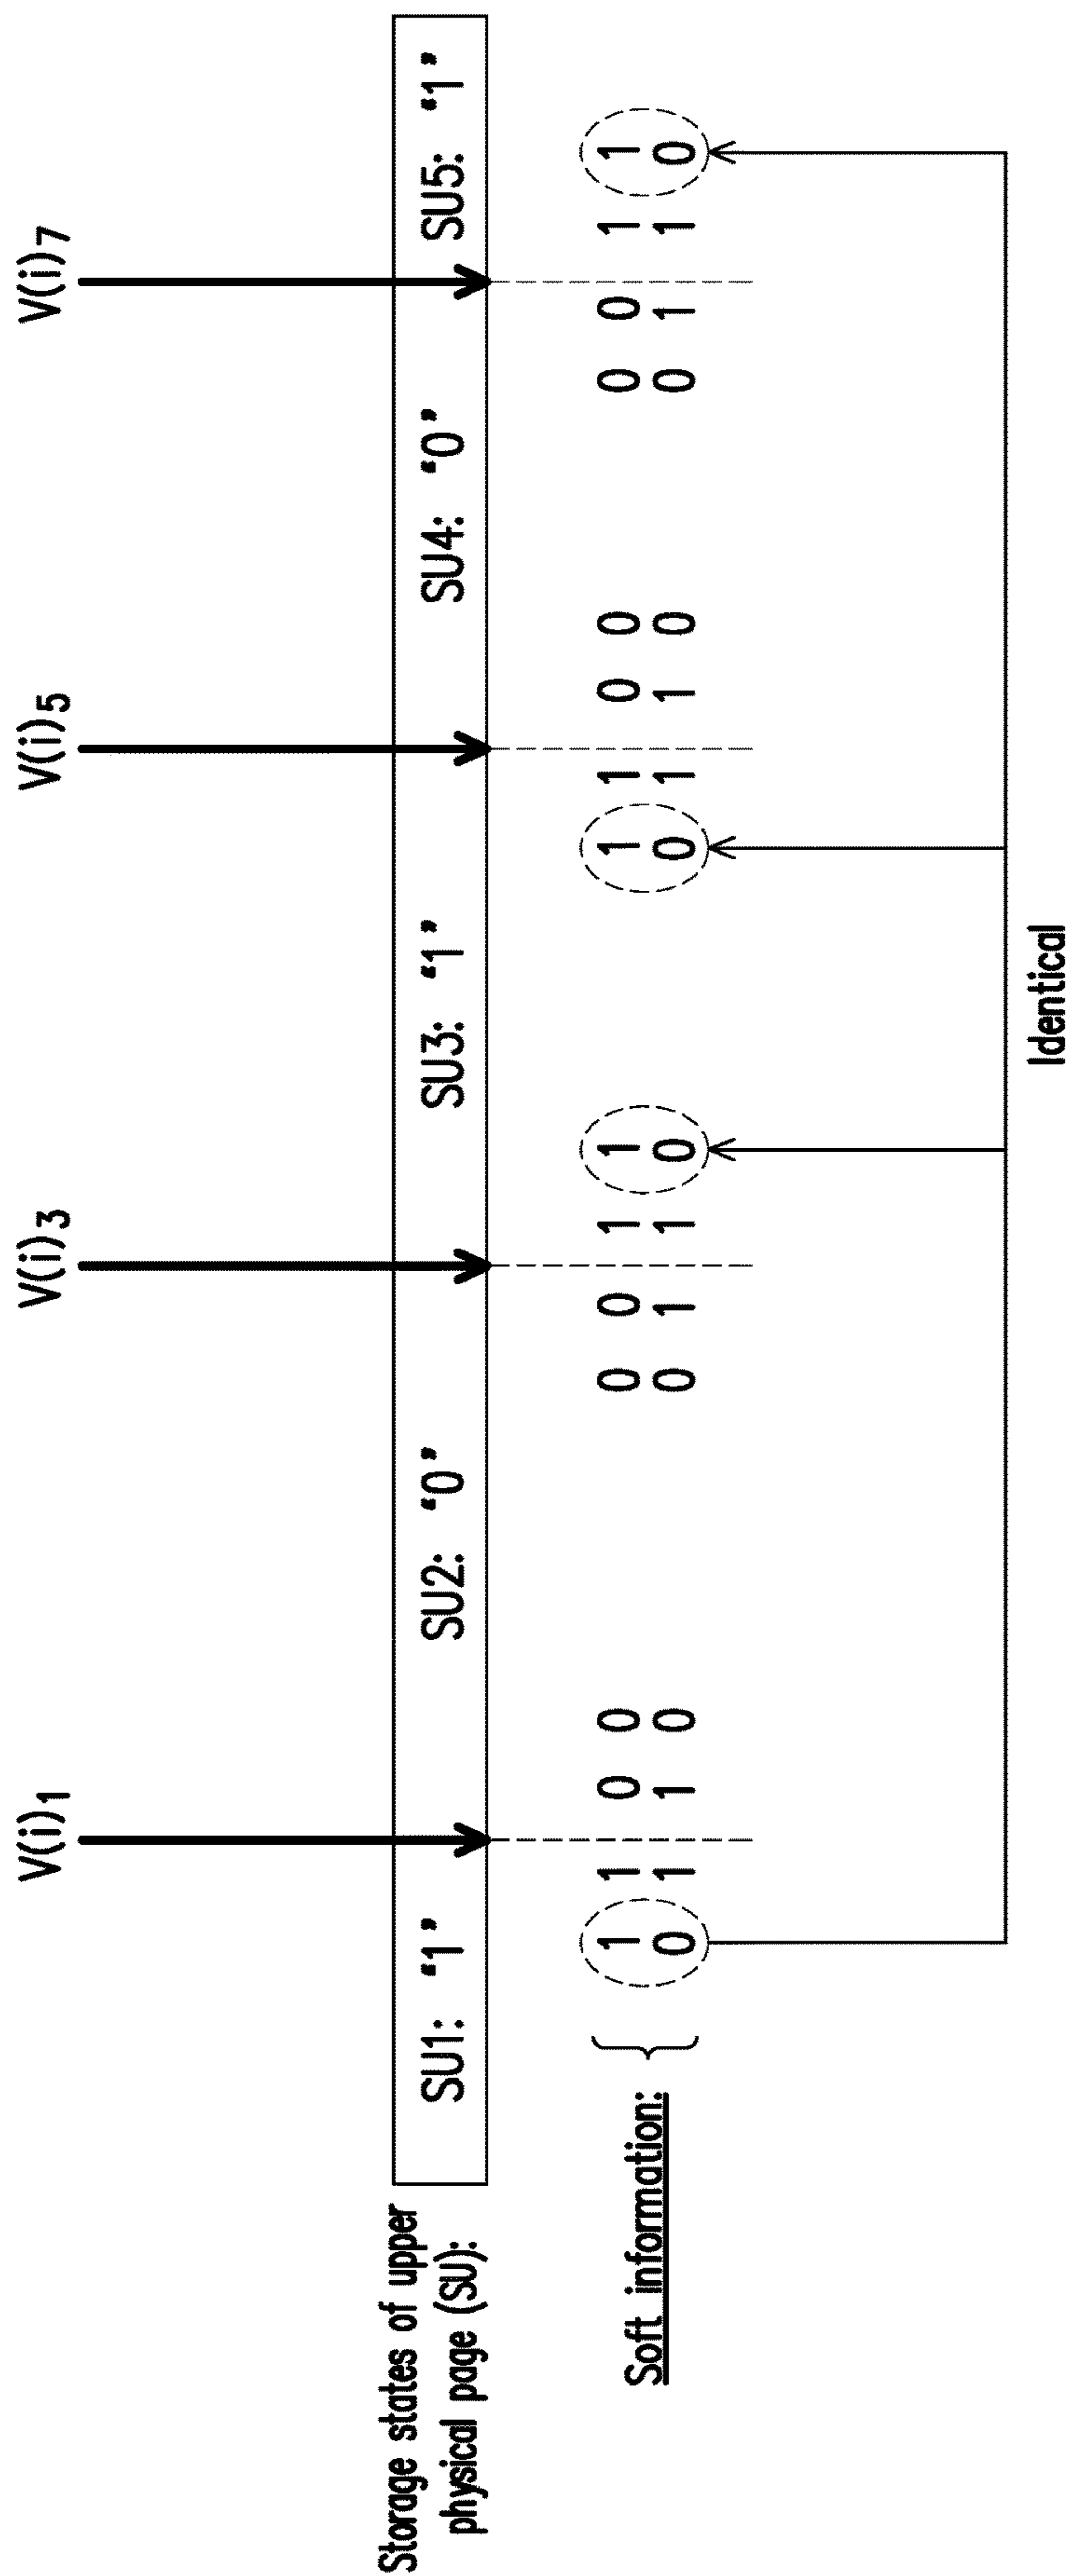 V(i)₁ V(i)₃ V(i)₅ V(i)₇
Storage states of upper
physical page (SU):
SU1: “1” SU2: “0” SU3: “1” SU4: “0” SU5: “1”
Soft information:
1 1 0 0 0 0 1 1 1 1 0 0 0 0 1 1
0 1 1 0 0 1 1 0 0 1 1 0 0 1 1 0
Identical